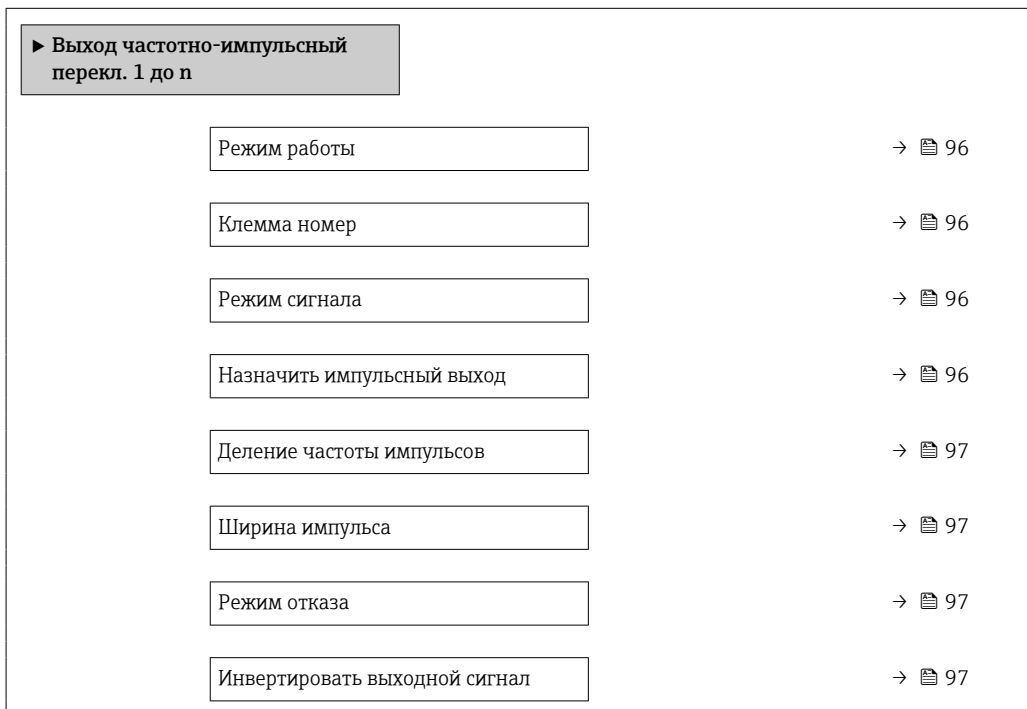 ▶ Выход частотно-импульсный
перекл. 1 до n
Режим работы → 96
Клемма номер → 96
Режим сигнала → 96
Назначить импульсный выход → 96
Деление частоты импульсов → 97
Ширина импульса → 97
Режим отказа → 97
Инвертировать выходной сигнал → 97